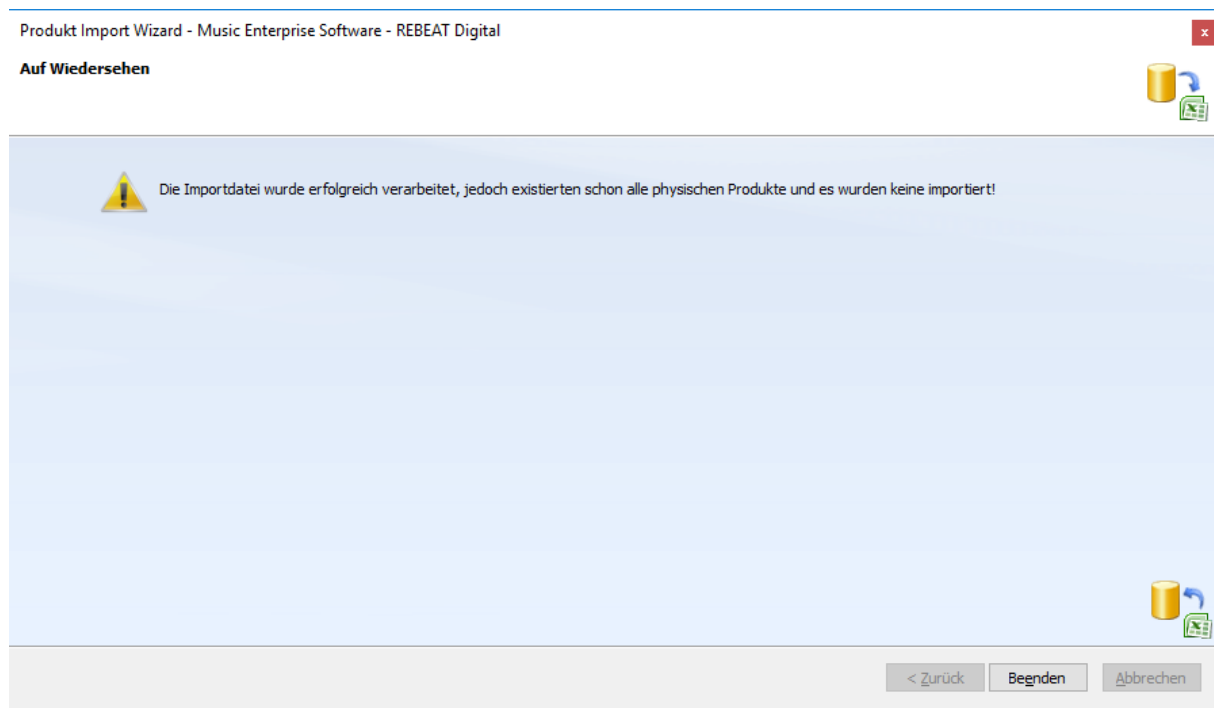 Produkt Import Wizard - Music Enterprise Software - REBEAT Digital
x
Auf Wiedersehen
Die Importdatei wurde erfolgreich verarbeitet, jedoch existierten schon alle physischen Produkte und es wurden keine importiert!
< Zurück Beenden Abbrechen